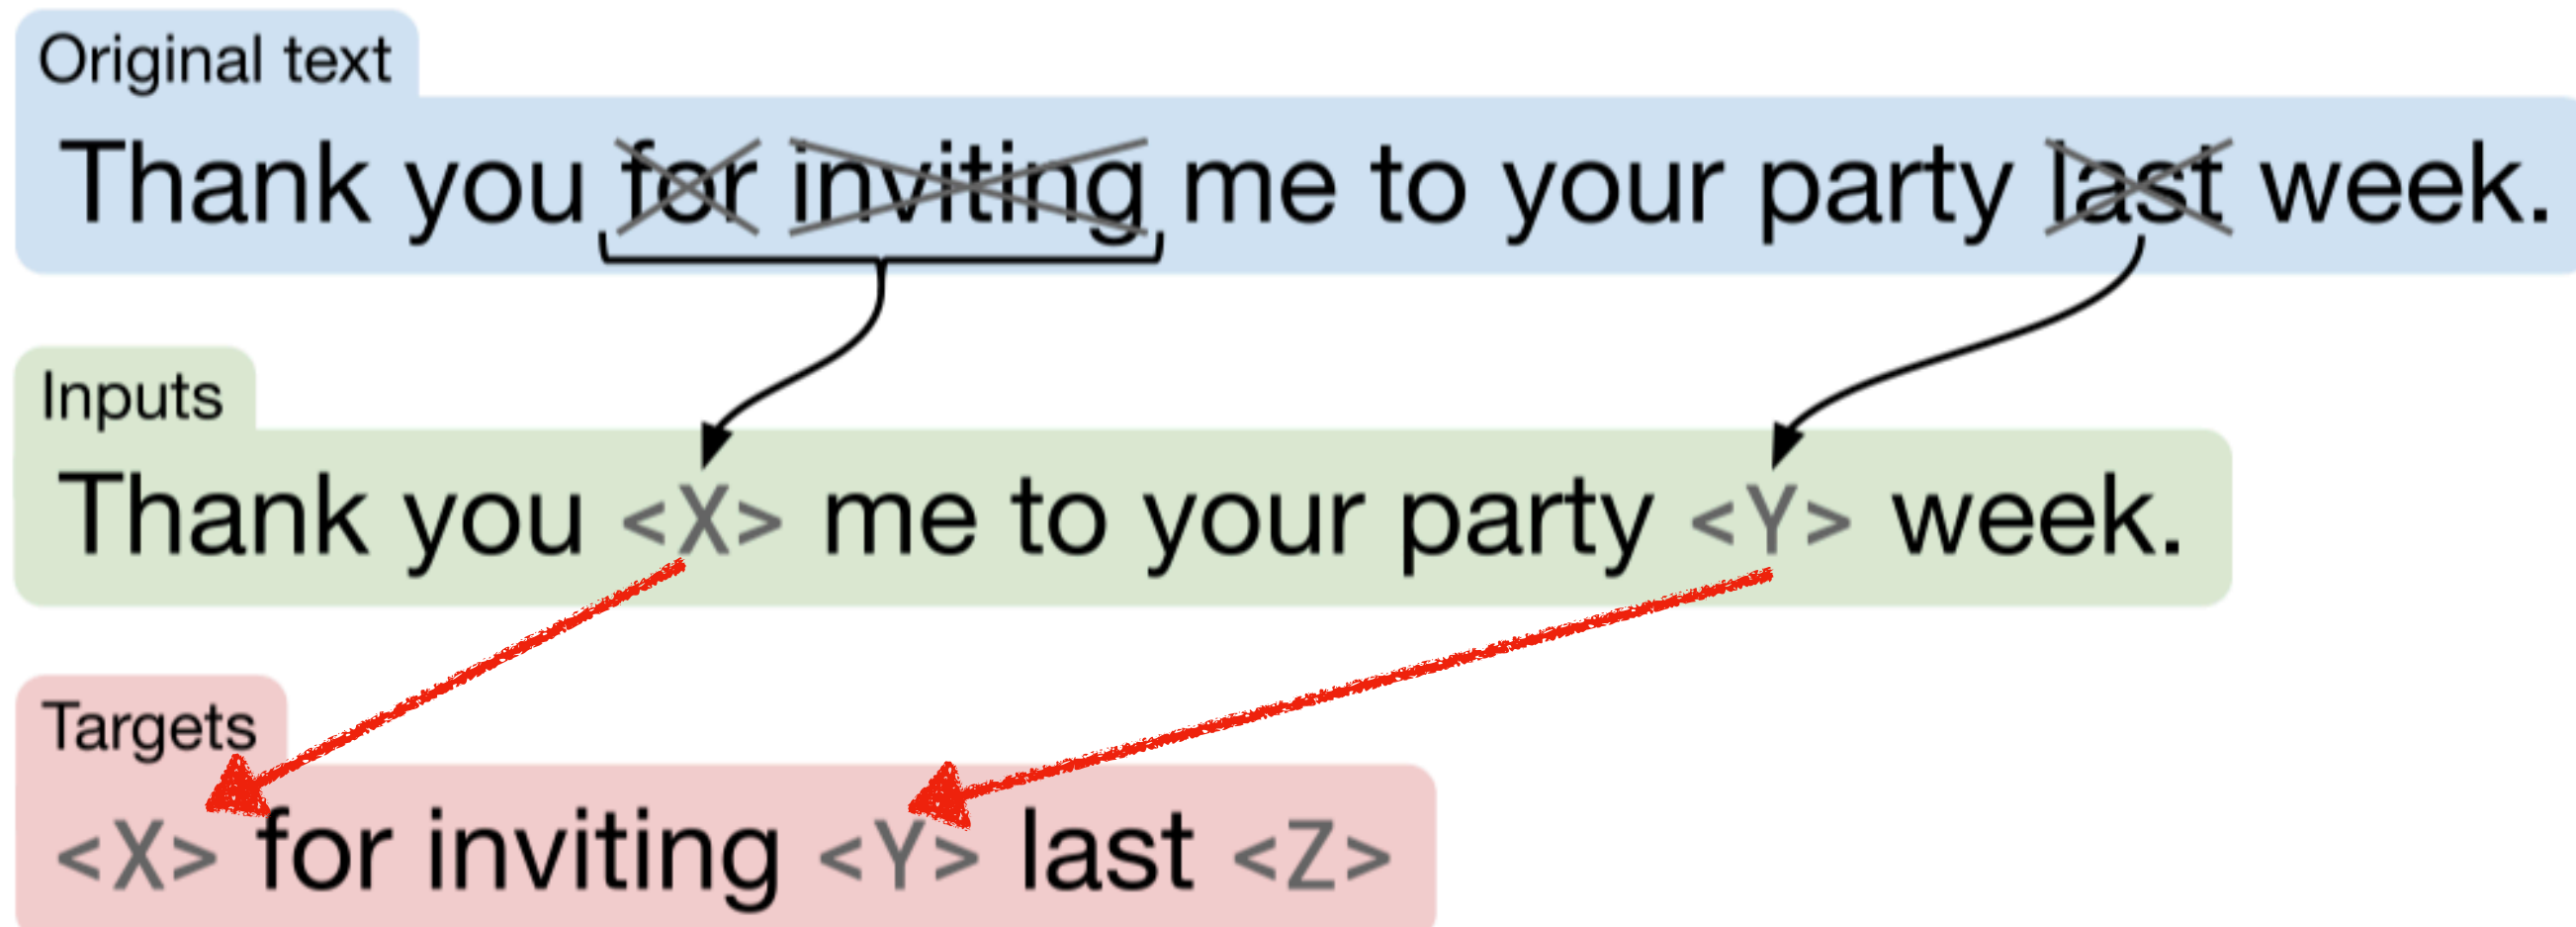 Original text
Thank you for inviting me to your party last week.
Inputs
Thank you <X> me to your party <Y> week.
Targets
<X> for inviting <Y> last <Z>